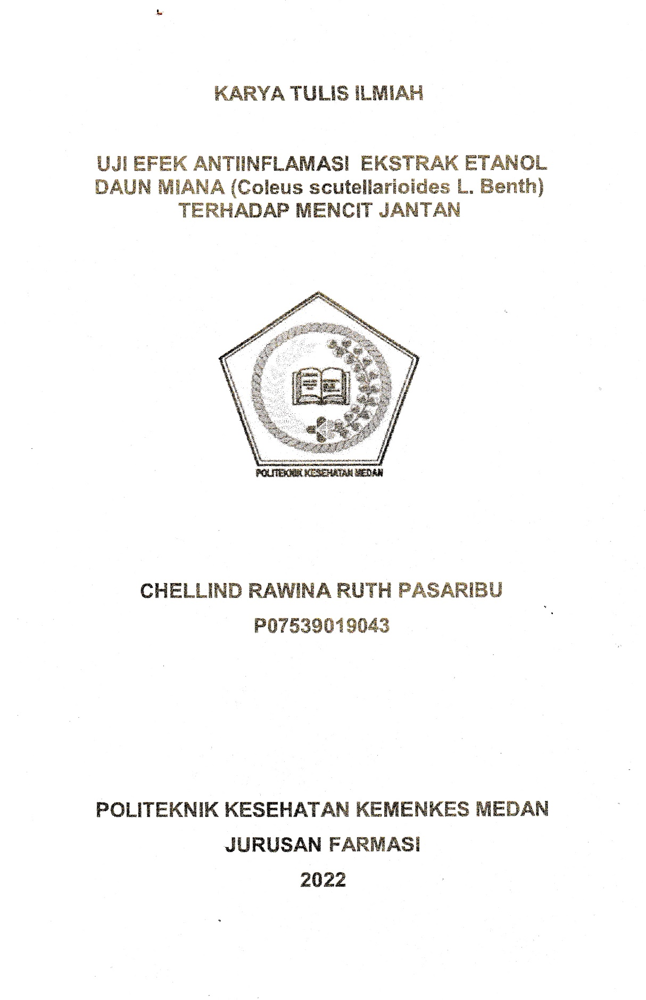 KARYA TULIS ILMIAH
UJI EFEK ANTIINFLAMASI EKSTRAK ETANOL
DAUN MIANA (Coleus scutellarioides L. Benth)
TERHADAP MENCIT JANTAN
POLITEKNIK KESEHATAN MEDAN
CHELLIND RAWINA RUTH PASARIBU
P07539019043
POLITEKNIK KESEHATAN KEMENKES MEDAN
JURUSAN FARMASI
2022